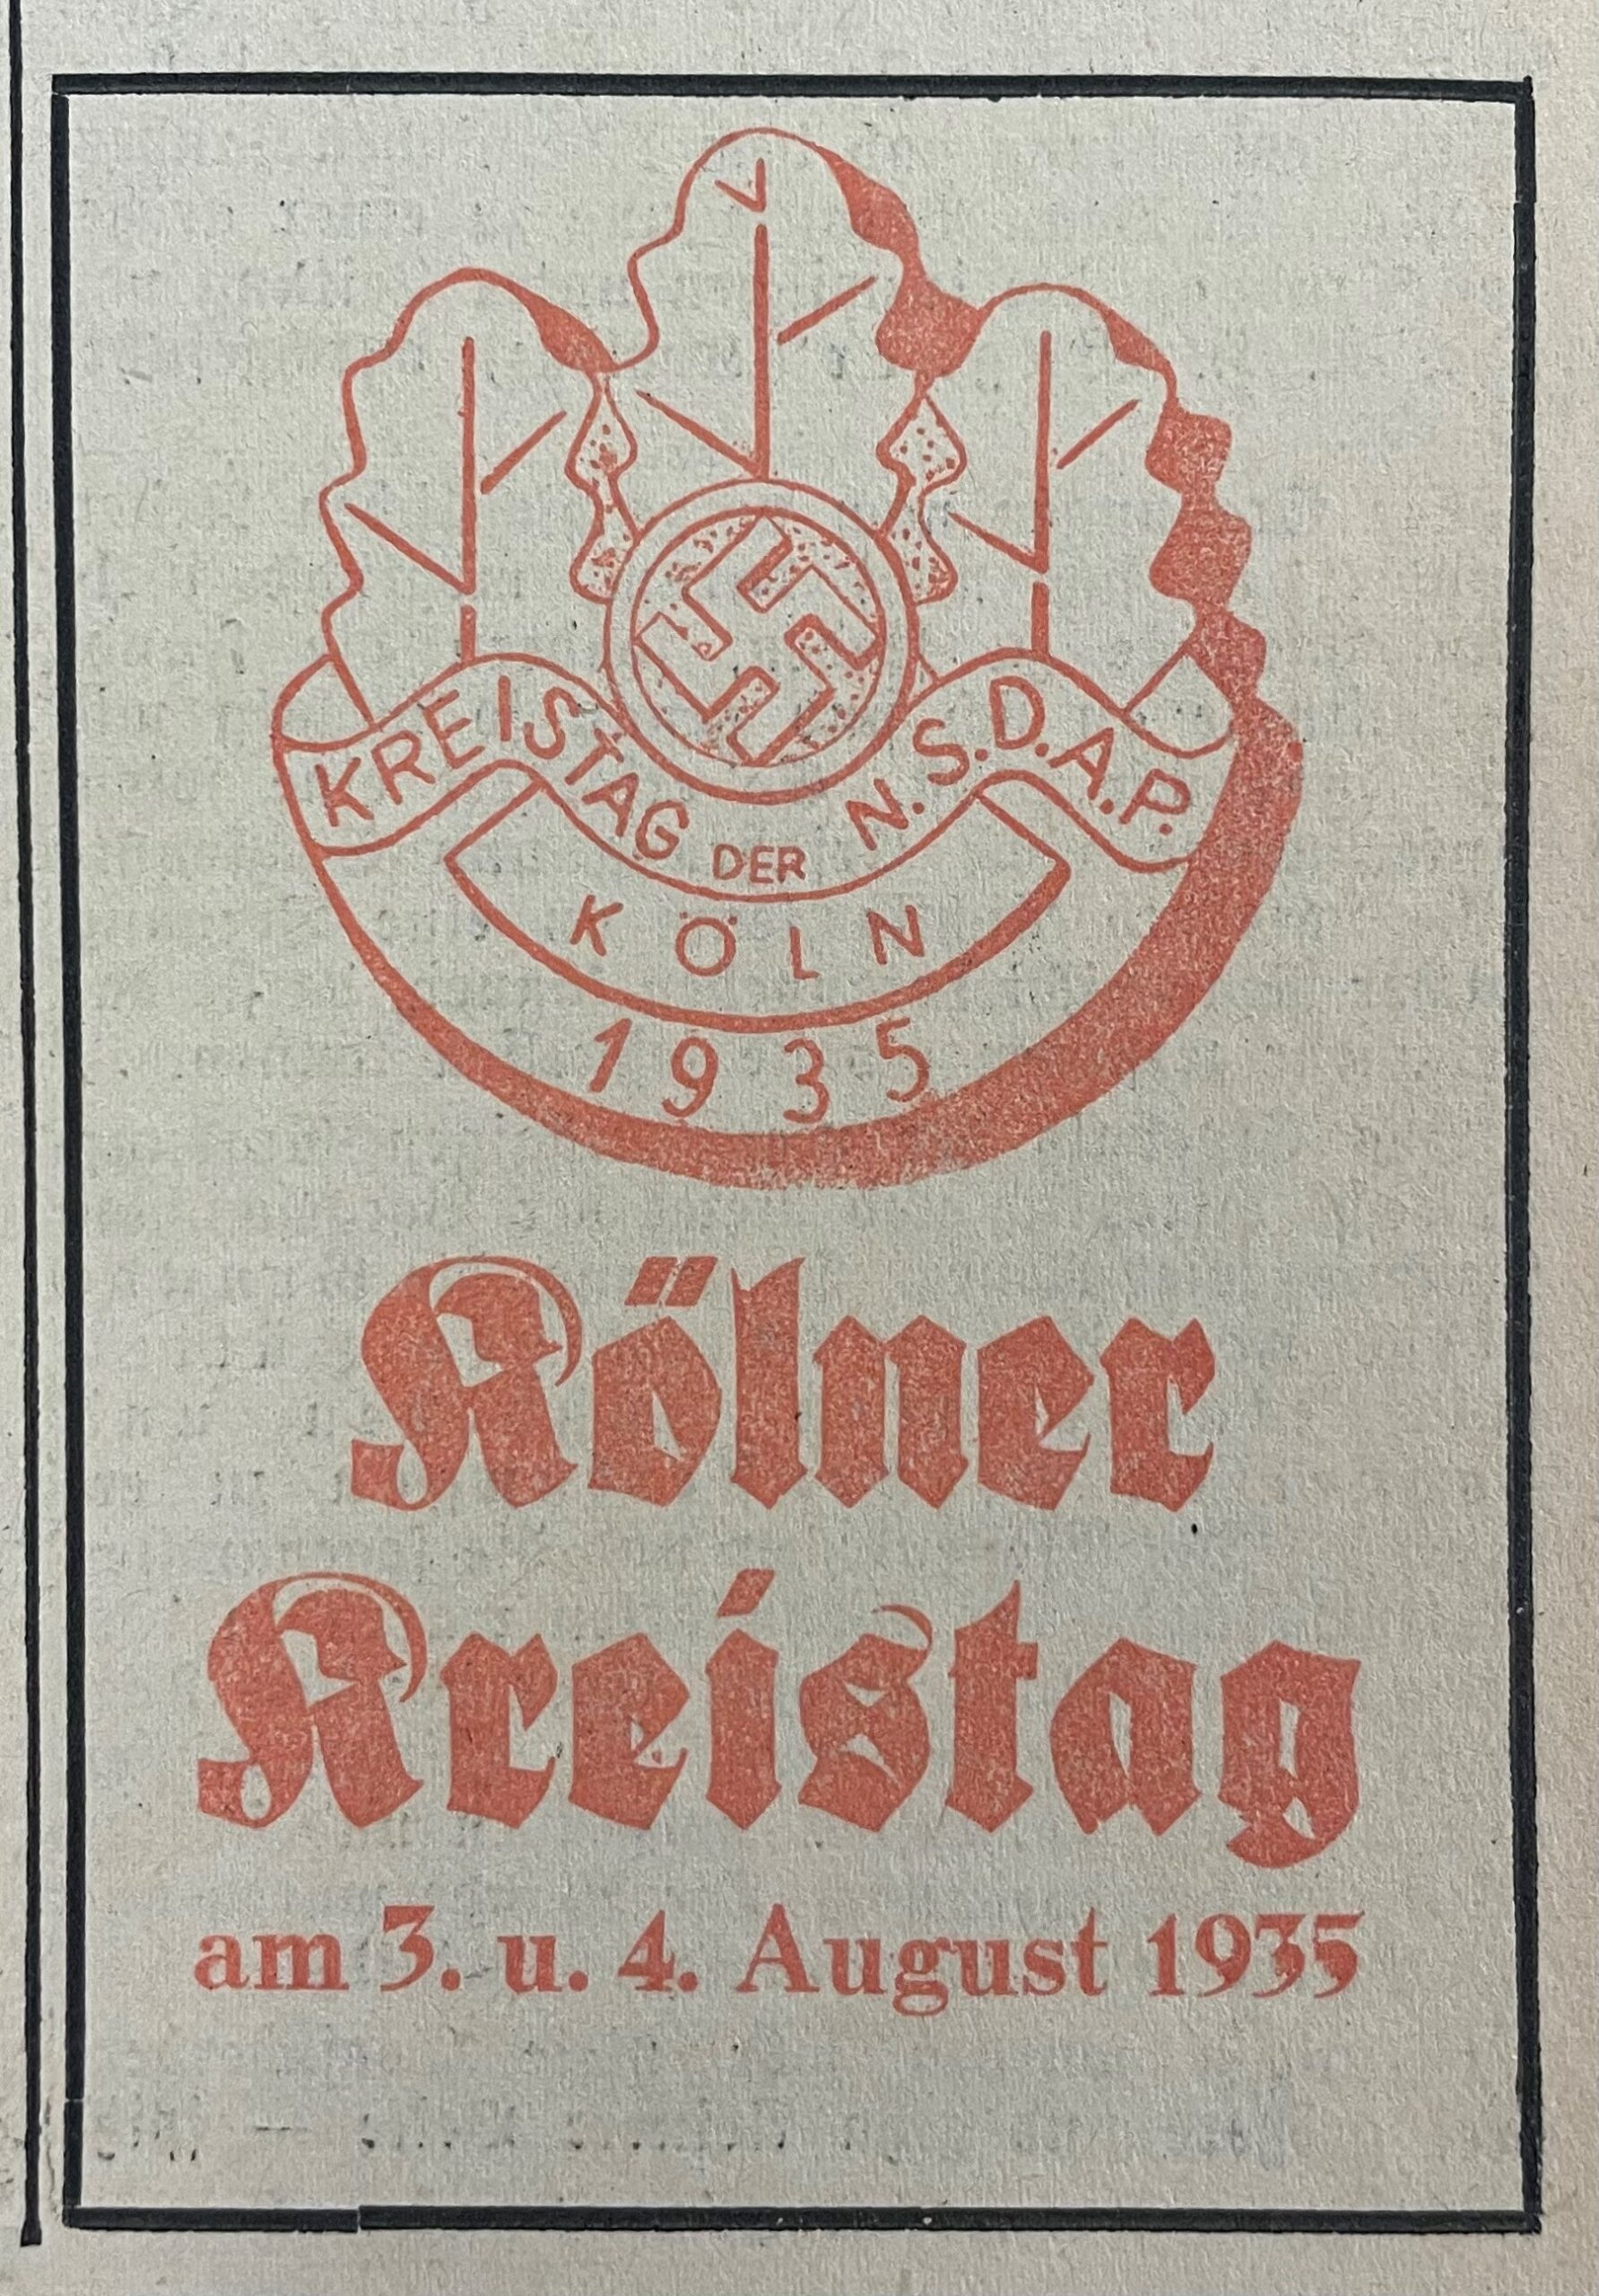 KREISTAG DER N.S.D.A.P.
KÖLN
1935
Kölner
Kreistag
am 3. u. 4. August 1935